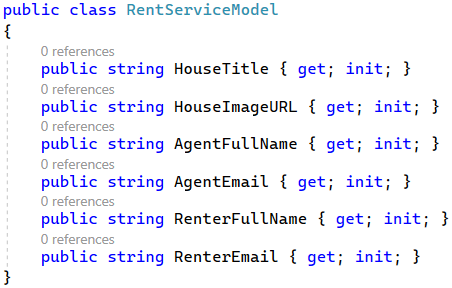 public class RentServiceModel
{
0 references
public string HouseTitle { get; init; }
0 references
public string HouseImageURL { get; init; }
0 references
public string AgentFullName { get; init; }
0 references
public string AgentEmail { get; init; }
0 references
public string RenterFullName { get; init; }
0 references
public string RenterEmail { get; init; }
}